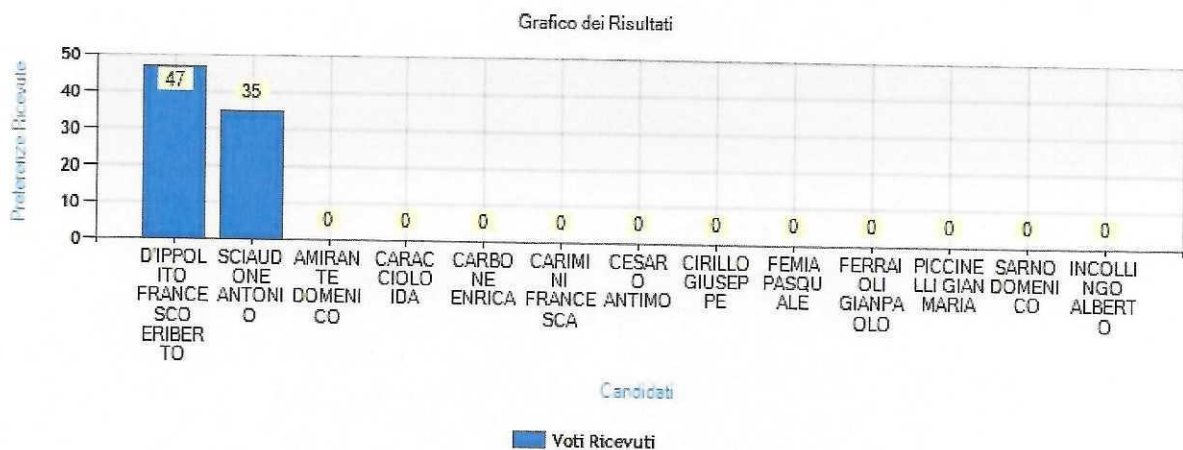 Grafico dei Risultati
Preferenze Ricevute
50
40
30
20
10
0
47
35
0
0
0
0
0
0
0
0
0
0
0
D'IPPOL
ITO
FRANCE
SCO
ERIBER
TO
SCIAUD
ONE
ANTONI
O
AMIRAN
TE
DOMENI
CO
CARAC
CIOLO
IDA
CARBO
NE
ENRICA
CARIMI
NI
FRANCE
SCA
CESAR
O
ANTIMO
CIRILLO
GIUSEP
PE
FEMIA
PASQU
ALE
FERRAI
OLI
GIANPA
OLO
PICCINE
LLI GIAN
MARIA
SARNO
DOMENI
CO
INCOLLI
NGO
ALBERT
O
Candidati
Voti Ricevuti